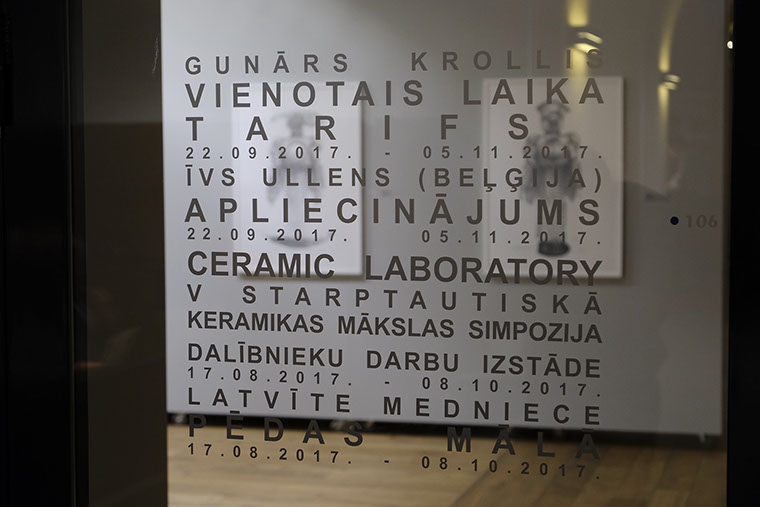 GUNĀRS KROLLIS
VIENOTAIS LAIKA
TARIFS
22.09.2017. - 05.11.2017.
ĪVS ULLENS (BEĻĢIJA)
APLIECINĀJUMS
22.09.2017. - 05.11.2017.
CERAMIC LABORATORY
V STARPTAUTISKĀ
KERAMIKAS MĀKSLAS SIMPOZIJA
DALĪBNIEKU DARBU IZSTĀDE
17.08.2017. - 08.10.2017.
LATVĪTE MEDNIECE
PĒDAS MĀLĀ
17.08.2017. - 08.10.2017.
106